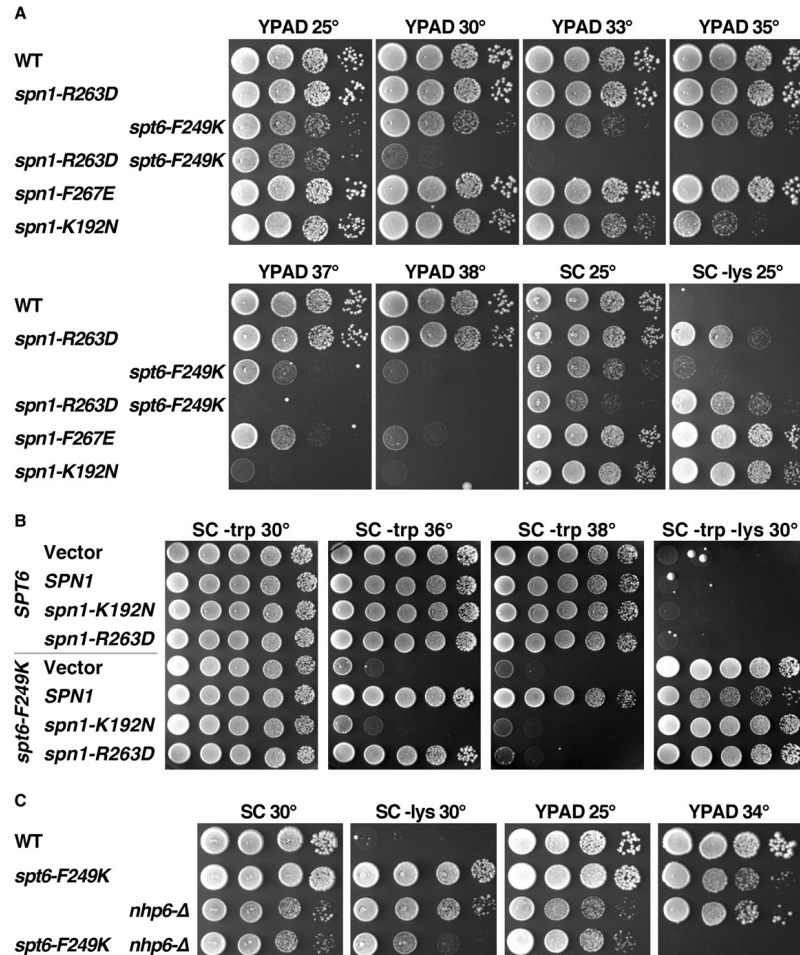 A
YPAD 25° YPAD 30° YPAD 33° YPAD 35°
WT
spn1-R263D
spt6-F249K
spn1-R263D spt6-F249K
spn1-F267E
spn1-K192N
YPAD 37° YPAD 38° SC 25° SC -lys 25°
WT
spn1-R263D
spt6-F249K
spn1-R263D spt6-F249K
spn1-F267E
spn1-K192N
B
SC -trp 30° SC -trp 36° SC -trp 38° SC -trp -lys 30°
SPT6
Vector
SPN1
spn1-K192N
spn1-R263D
spt6-F249K
Vector
SPN1
spn1-K192N
spn1-R263D
C
SC 30° SC -lys 30° YPAD 25° YPAD 34°
WT
spt6-F249K
nhp6-Δ
spt6-F249K nhp6-Δ